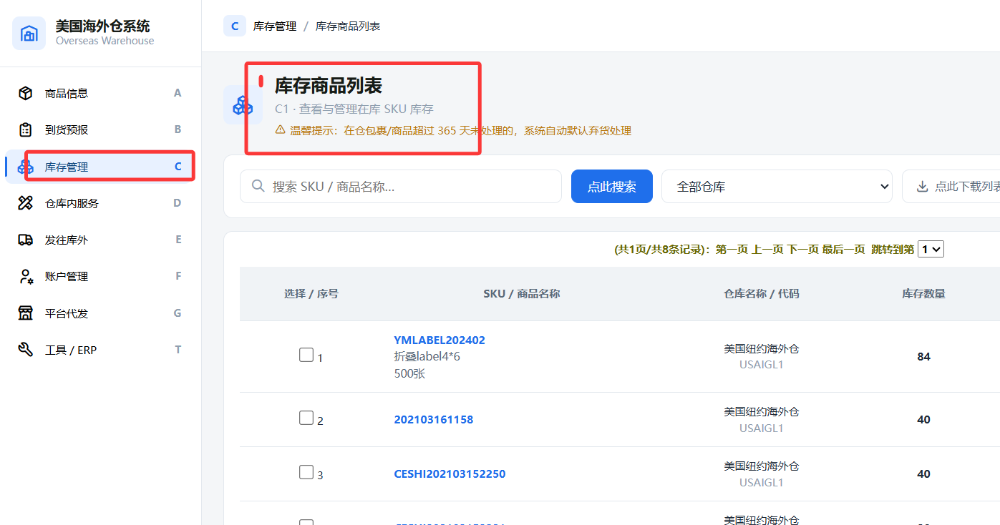 美国海外仓系统
Overseas Warehouse
C 库存管理 / 库存商品列表
商品信息 A
到货预报 B
库存管理 C
仓库内服务 D
发往库外 E
账户管理 F
平台代发 G
工具 / ERP T
库存商品列表
C1 · 查看与管理在库 SKU 库存
温馨提示：在仓包裹/商品超过 365 天未处理的，系统自动默认弃货处理
搜索 SKU / 商品名称... 点此搜索 全部仓库 点此下载列表
(共1页/共8条记录)：第一页 上一页 下一页 最后一页 跳转到第 1
选择 / 序号 SKU / 商品名称 仓库名称 / 代码 库存数量
1 YMLABEL202402 美国纽约海外仓 84
折叠label4*6 USAIGL1
500张
2 202103161158 美国纽约海外仓 40
USAIGL1
3 CESHI202103152250 美国纽约海外仓 40
USAIGL1
美国纽约海外仓